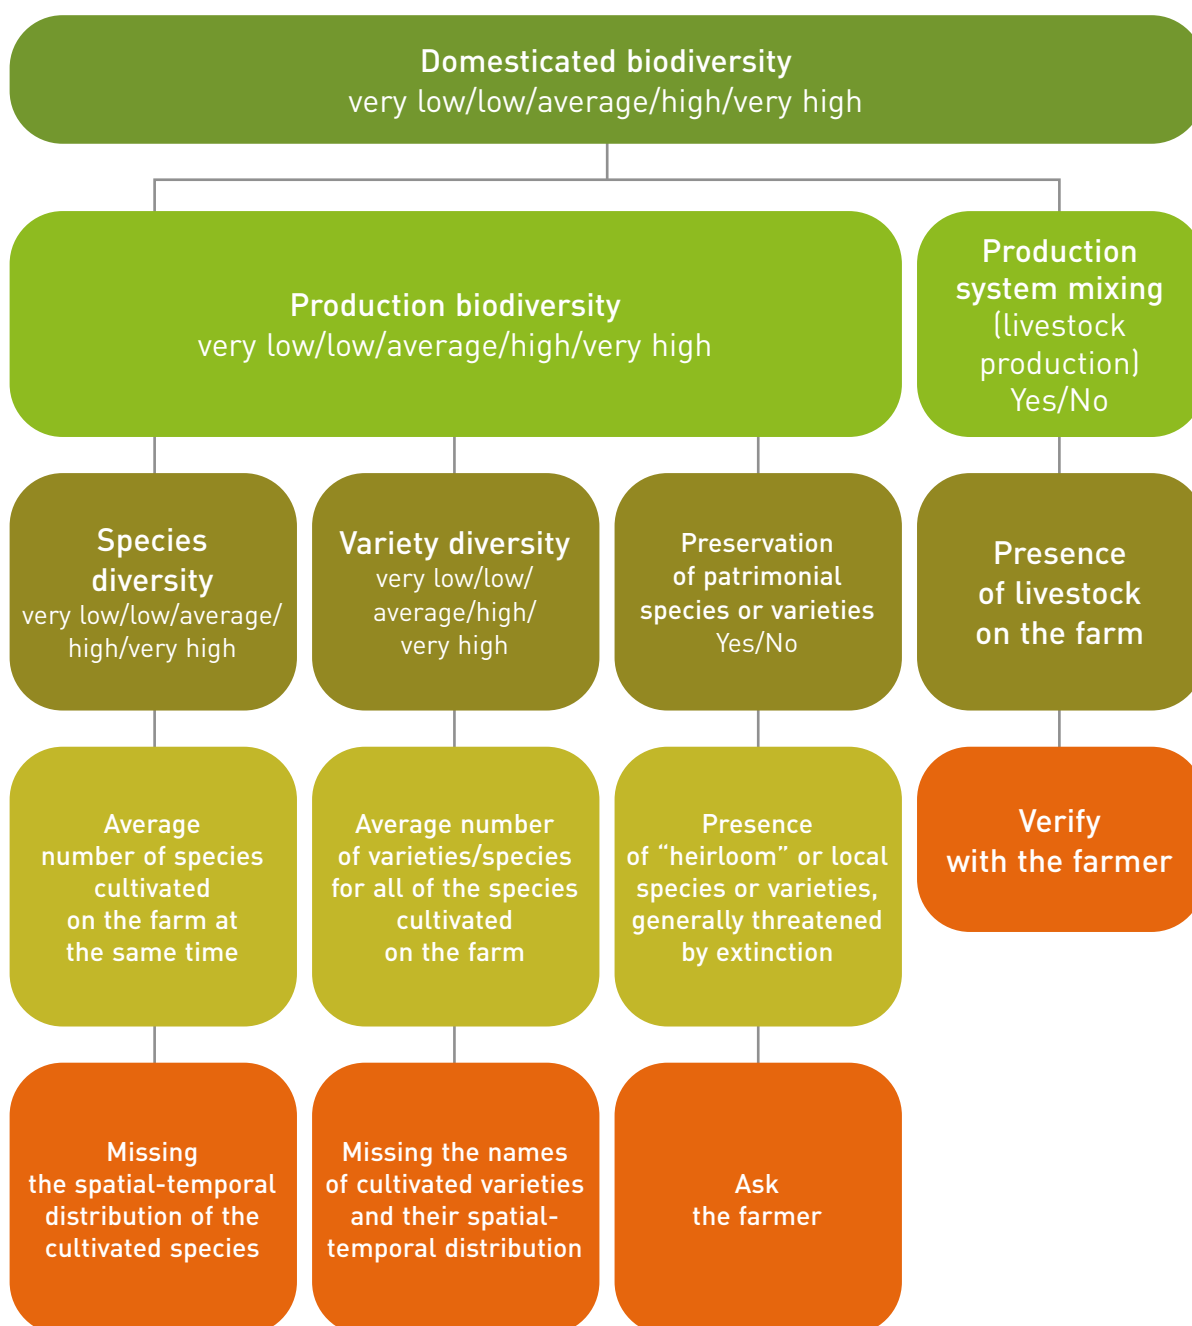 Domesticated biodiversity
very low/low/average/high/very high
Production biodiversity
very low/low/average/high/very high
Production
system mixing
(livestock
production)
Yes/No
Species
diversity
very low/low/average/
high/very high
Variety diversity
very low/low/
average/high/
very high
Preservation
of patrimonial
species or varieties
Yes/No
Presence
of livestock
on the farm
Average
number of species
cultivated
on the farm at
the same time
Average number
of varieties/species
for all of the species
cultivated
on the farm
Presence
of “heirloom” or local
species or varieties,
generally threatened
by extinction
Verify
with the farmer
Missing
the spatial-temporal
distribution of the
cultivated species
Missing the names
of cultivated varieties
and their spatial-
temporal distribution
Ask
the farmer